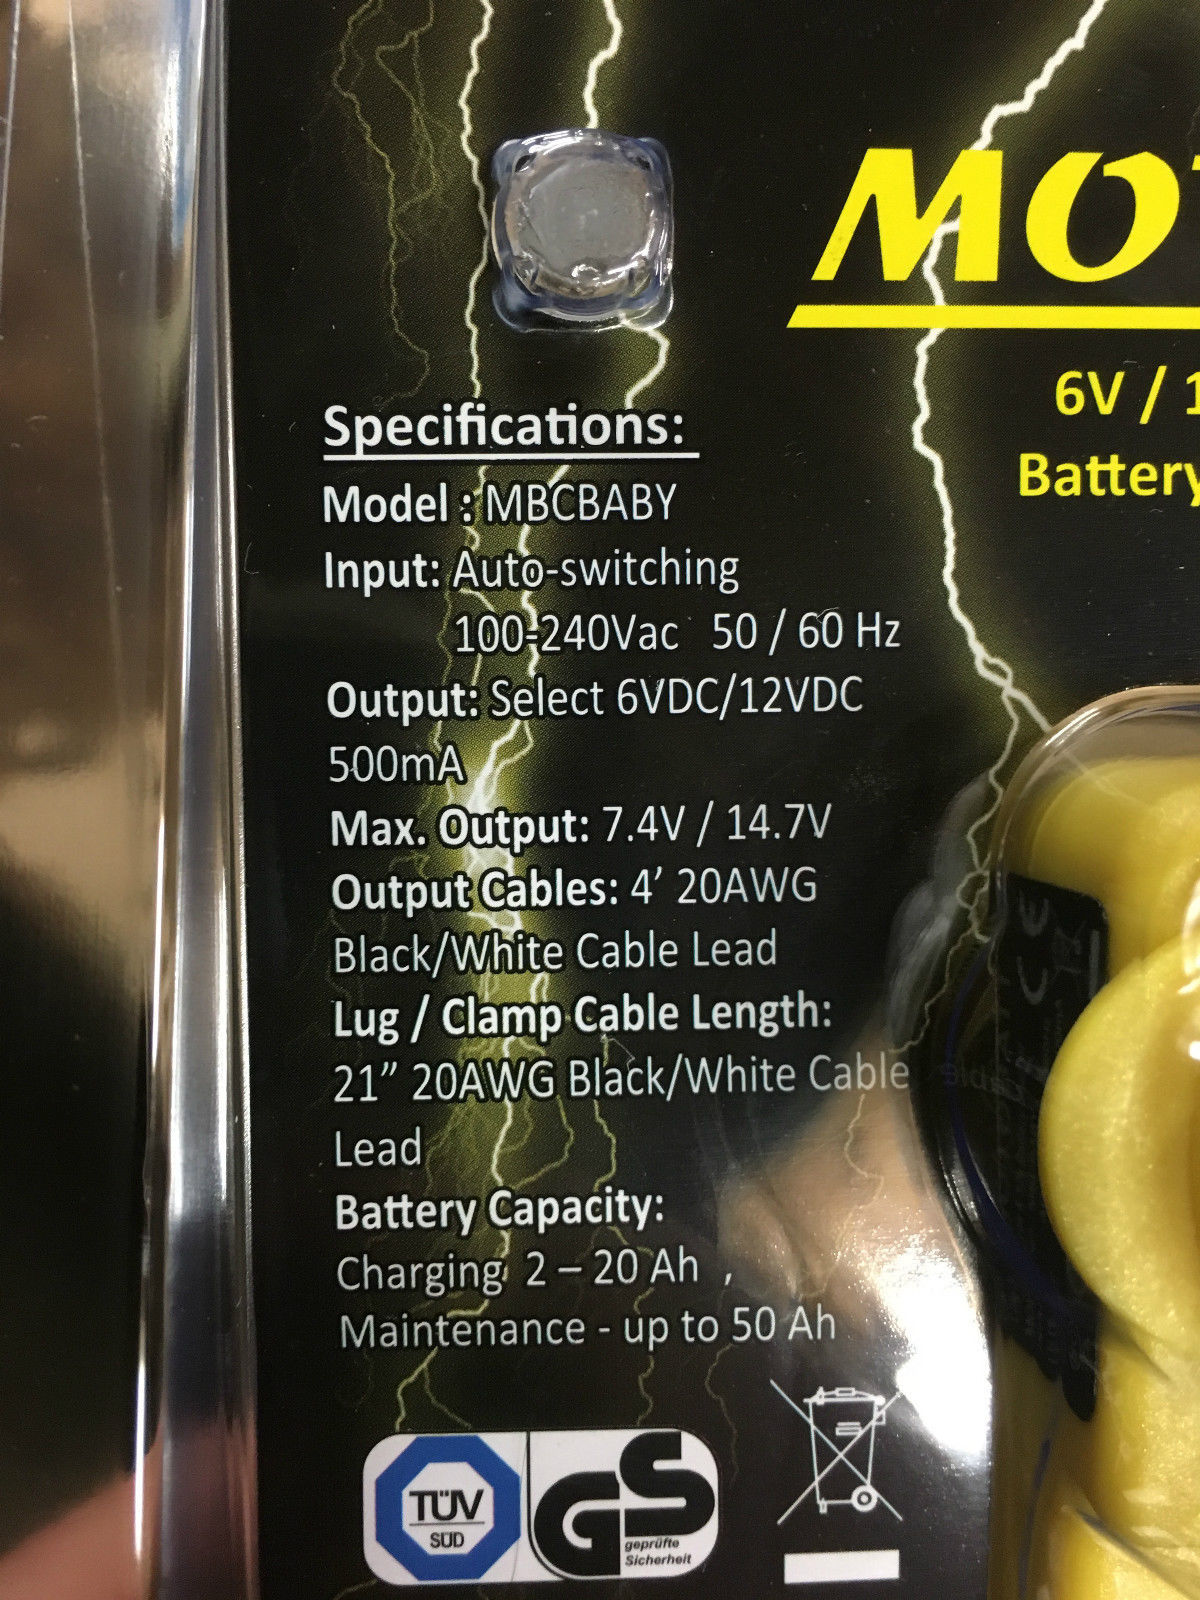 MO
6V / 1
Battery
Specifications:
Model : MBCBABY
Input: Auto-switching
100-240Vac 50 / 60 Hz
Output: Select 6VDC/12VDC
500mA
Max. Output: 7.4V / 14.7V
Output Cables: 4’ 20AWG
Black/White Cable Lead
Lug / Clamp Cable Length:
21” 20AWG Black/White Cable
Lead
Battery Capacity:
Charging 2 – 20 Ah ,
Maintenance - up to 50 Ah
TÜV
SÜD
GS
geprüfte
Sicherheit
CE